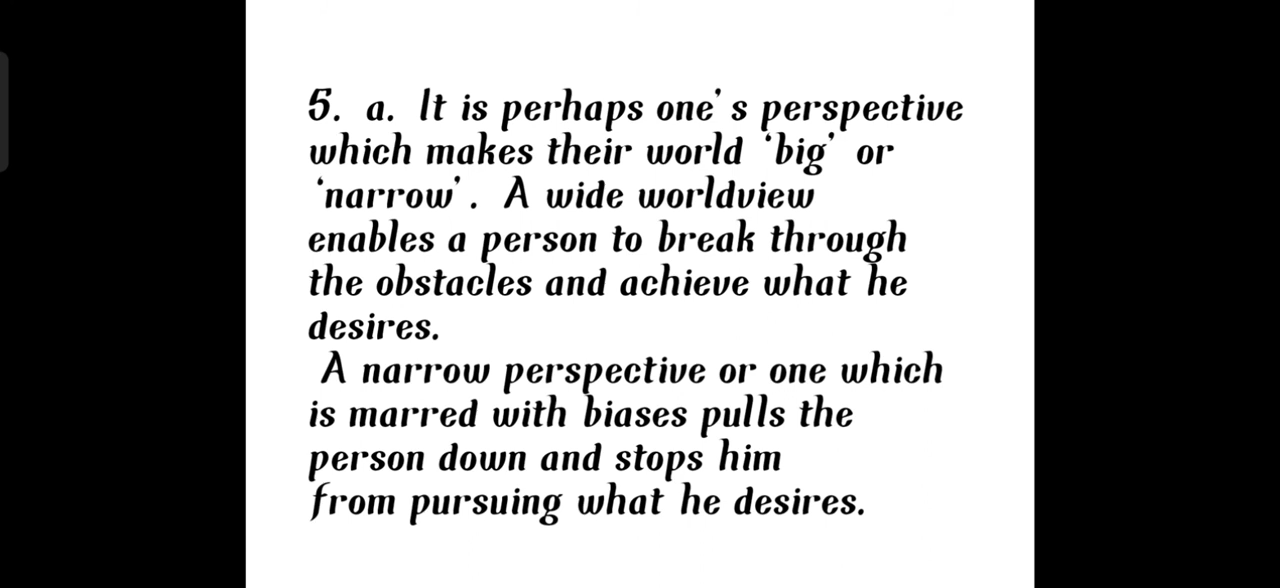 5. a. It is perhaps one's perspective
which makes their world 'big' or
'narrow'. A wide worldview
enables a person to break through
the obstacles and achieve what he
desires.
A narrow perspective or one which
is marred with biases pulls the
person down and stops him
from pursuing what he desires.